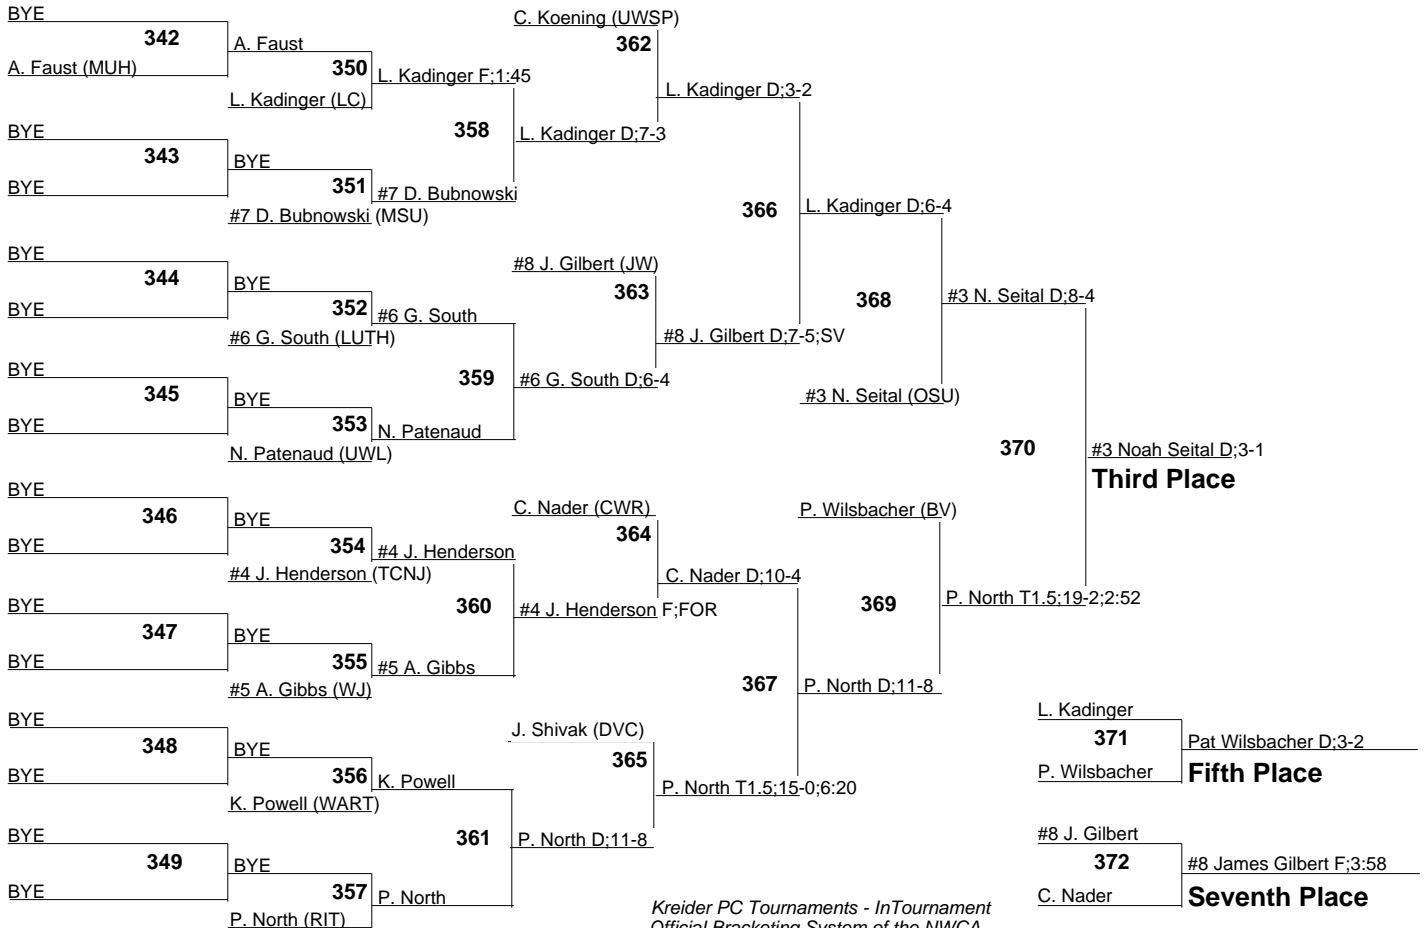 BYE
342
A. Faust (MUH)
BYE
343
BYE
BYE
344
BYE
BYE
345
BYE
BYE
346
BYE
BYE
347
BYE
BYE
348
BYE
BYE
349
BYE
A. Faust
350
L. Kadinger (LC)
BYE
351
#7 D. Bubnowski (MSU)
BYE
352
#6 G. South (LUTH)
BYE
353
N. Patenaud (UWL)
BYE
354
#4 J. Henderson (TCNJ)
BYE
355
#5 A. Gibbs (WJ)
BYE
356
K. Powell (WART)
BYE
357
P. North (RIT)
L. Kadinger F;1:45
358
#7 D. Bubnowski
#6 G. South
359
N. Patenaud
#4 J. Henderson
360
#5 A. Gibbs
K. Powell
361
P. North
C. Koening (UWSP)
362
L. Kadinger D;7-3
#8 J. Gilbert (JW)
363
#6 G. South D;6-4
C. Nader (CWR)
364
#4 J. Henderson F;FOR
J. Shivak (DVC)
365
P. North D;11-8
L. Kadinger D;3-2
366
#8 J. Gilbert D;7-5;SV
C. Nader D;10-4
367
P. North T1.5;15-0;6:20
L. Kadinger D;6-4
368
#3 N. Seital (OSU)
P. Wilsbacher (BV)
369
P. North D;11-8
#3 N. Seital D;8-4
370
P. North T1.5;19-2;2:52
#3 Noah Seital D;3-1
Third Place
L. Kadinger
371
P. Wilsbacher
Pat Wilsbacher D;3-2
Fifth Place
#8 J. Gilbert
372
C. Nader
#8 James Gilbert F;3:58
Seventh Place
Kreider PC Tournaments - InTournament
Official Bracketing System of the NWCA